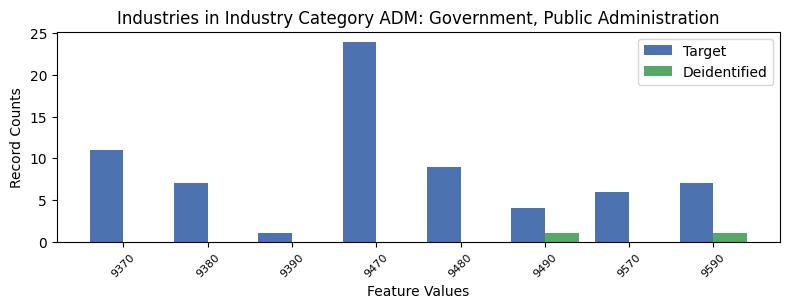 Industries in Industry Category ADM: Government, Public Administration
Record Counts
25
20
15
10
5
0
Target
Deidentified
9370
9380
9390
9470
9480
9490
9570
9590
Feature Values